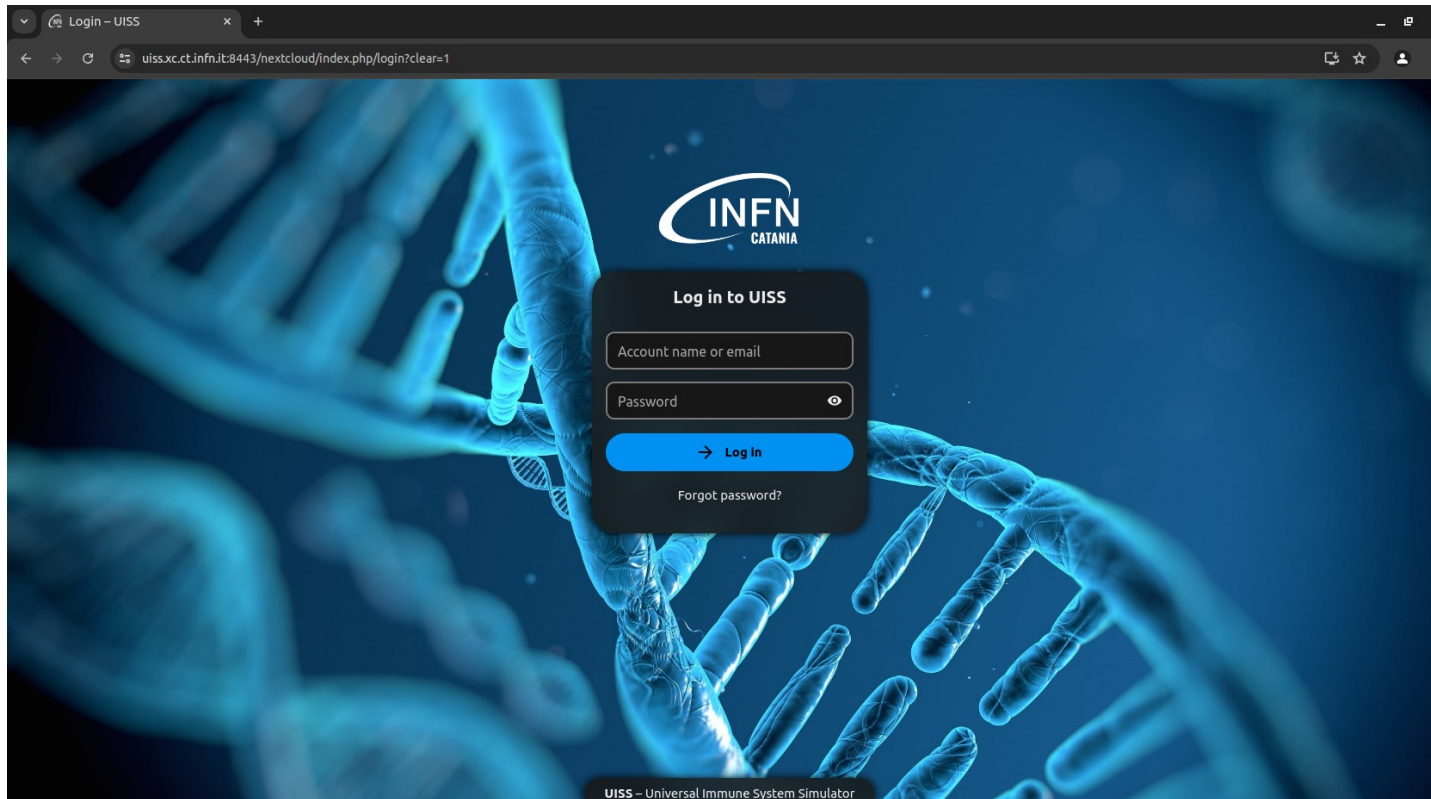 Login – UISS
uiss.xc.ct.infn.it:8443/nextcloud/index.php/login?clear=1
INFN
CATANIA
Log in to UISS
Account name or email
Password
Log in
Forgot password?
UISS – Universal Immune System Simulator